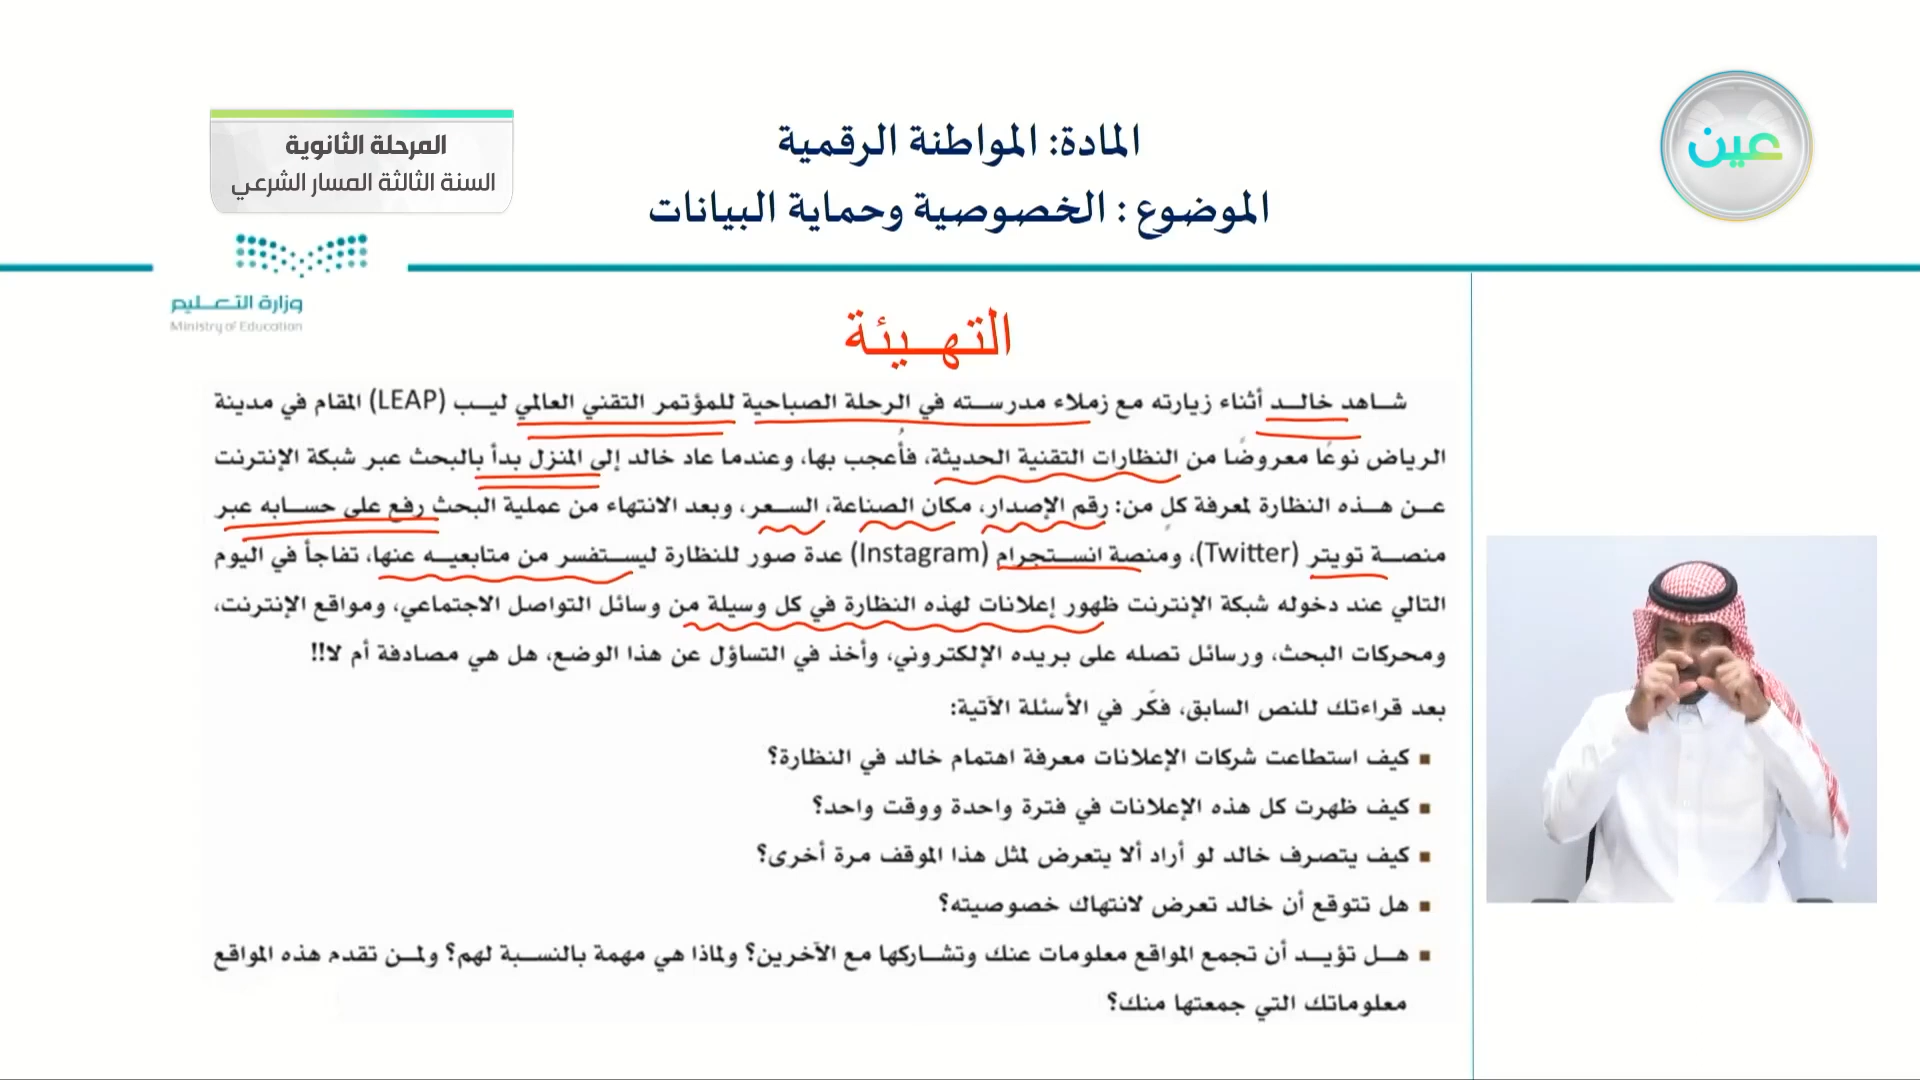 المادة: المواطنة الرقمية
الموضوع : الخصوصية وحماية البيانات
عين
المرحلة الثانوية
السنة الثالثة المسار الشرعي
وزارة التعليم
Ministry of Education
التهيئة
شاهد خالد أثناء زيارته مع زملاء مدرسته في الرحلة الصباحية للمؤتمر التقني العالمي ليب (LEAP) المقام في مدينة
الرياض نوعًا معروضًا من النظارات التقنية الحديثة، فأُعجب بها، وعندما عاد خالد إلى المنزل بدأ بالبحث عبر شبكة الإنترنت
عن هذه النظارة لمعرفة كلٍ من: رقم الإصدار، مكان الصناعة، السعر، وبعد الانتهاء من عملية البحث رفع على حسابه عبر
منصة تويتر (Twitter)، ومنصة انستجرام (Instagram) عدة صور للنظارة ليستفسر من متابعيه عنها، تفاجأ في اليوم
التالي عند دخوله شبكة الإنترنت ظهور إعلانات لهذه النظارة في كل وسيلة من وسائل التواصل الاجتماعي، ومواقع الإنترنت،
ومحركات البحث، ورسائل تصله على بريده الإلكتروني، وأخذ في التساؤل عن هذا الوضع، هل هي مصادفة أم لا!!
بعد قراءتك للنص السابق، فكّر في الأسئلة الآتية:
▪ كيف استطاعت شركات الإعلانات معرفة اهتمام خالد في النظارة؟
▪ كيف ظهرت كل هذه الإعلانات في فترة واحدة ووقت واحد؟
▪ كيف يتصرف خالد لو أراد ألا يتعرض لمثل هذا الموقف مرة أخرى؟
▪ هل تتوقع أن خالد تعرض لانتهاك خصوصيته؟
▪ هل تؤيد أن تجمع المواقع معلومات عنك وتشاركها مع الآخرين؟ ولماذا هي مهمة بالنسبة لهم؟ ولمن تقدم هذه المواقع
معلوماتك التي جمعتها منك؟